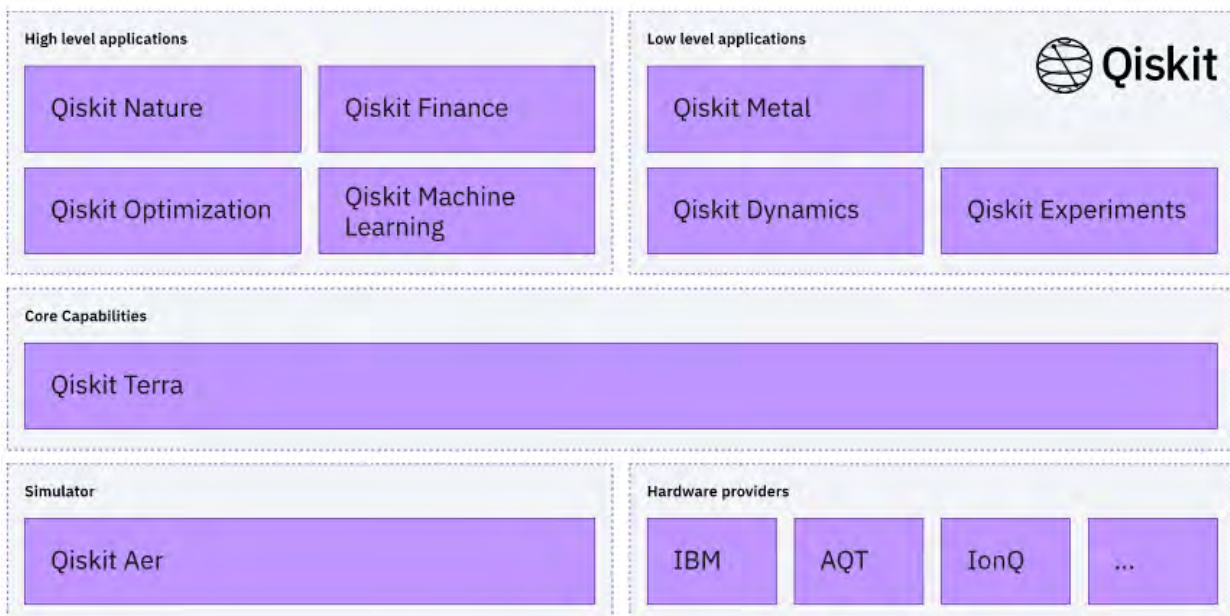 High level applications
Qiskit Nature
Qiskit Finance
Qiskit Optimization
Qiskit Machine
Learning
Low level applications
Qiskit
Qiskit Metal
Qiskit Dynamics
Qiskit Experiments
Core Capabilities
Qiskit Terra
Simulator
Qiskit Aer
Hardware providers
IBM
AQT
IonQ
...